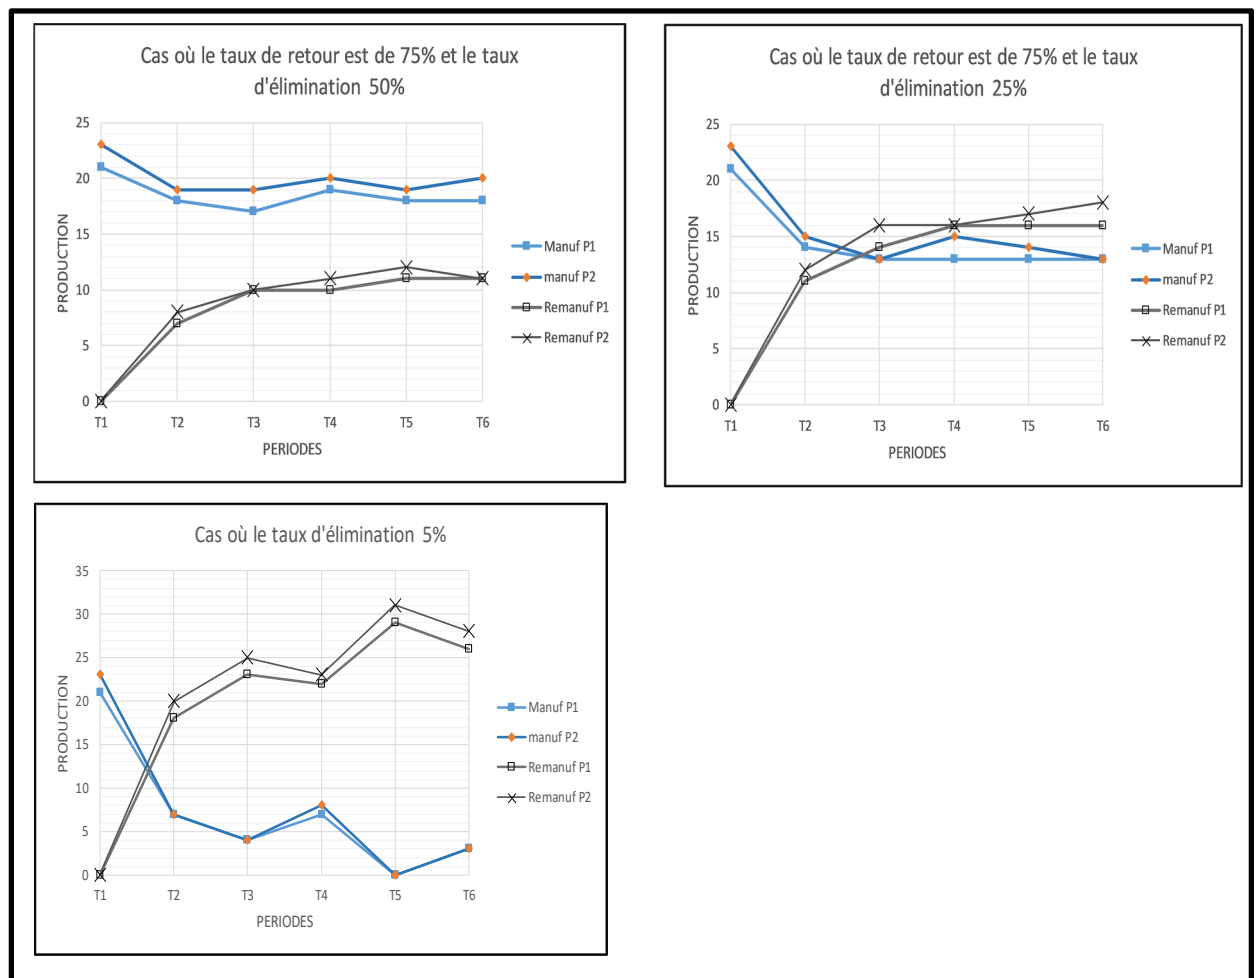 Cas où le taux de retour est de 75% et le taux
d'élimination 50%
25
20
15
10
5
0
PRODUCTION
T1 T2 T3 T4 T5 T6
PERIODES
Manuf P1
manuf P2
Remanuf P1
Remanuf P2
Cas où le taux de retour est de 75% et le taux
d'élimination 25%
25
20
15
10
5
0
PRODUCTION
T1 T2 T3 T4 T5 T6
PERIODES
Manuf P1
manuf P2
Remanuf P1
Remanuf P2
Cas où le taux d'élimination 5%
35
30
25
20
15
10
5
0
PRODUCTION
T1 T2 T3 T4 T5 T6
PERIODES
Manuf P1
manuf P2
Remanuf P1
Remanuf P2